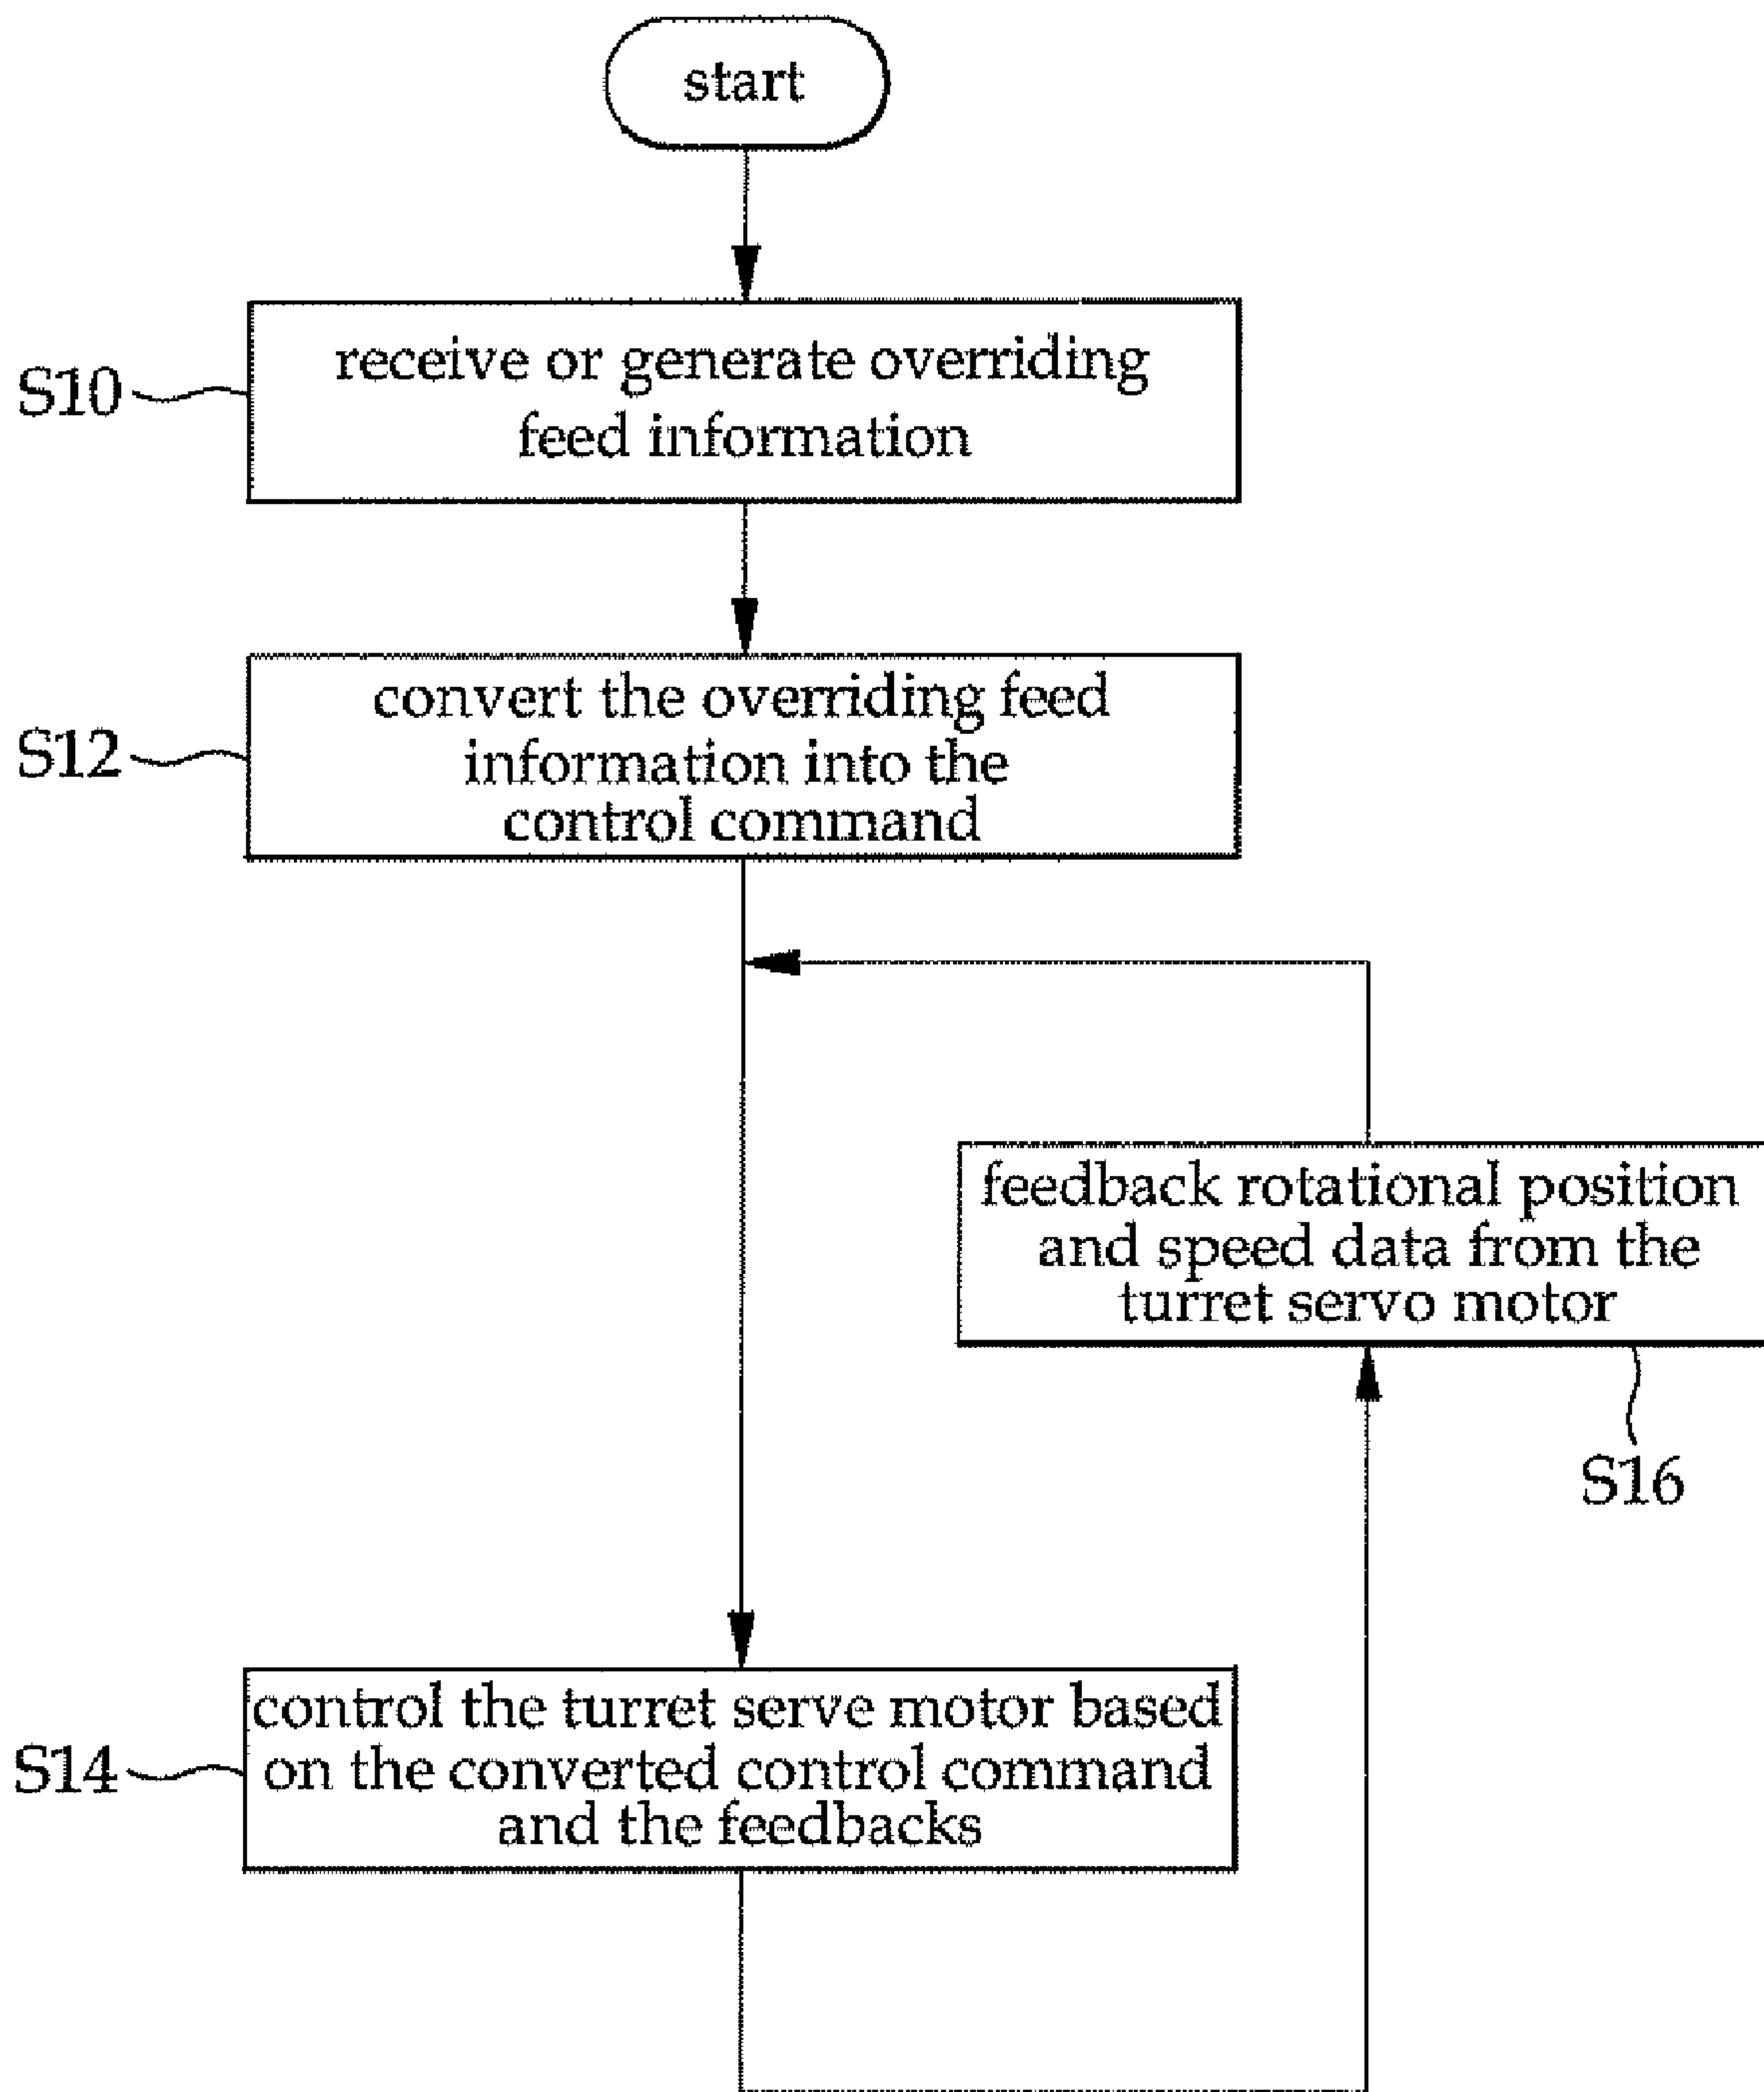 start
S10
receive or generate overriding
feed information
S12
convert the overriding feed
information into the
control command
feedback rotational position
and speed data from the
turret servo motor
S16
S14
control the turret serve motor based
on the converted control command
and the feedbacks